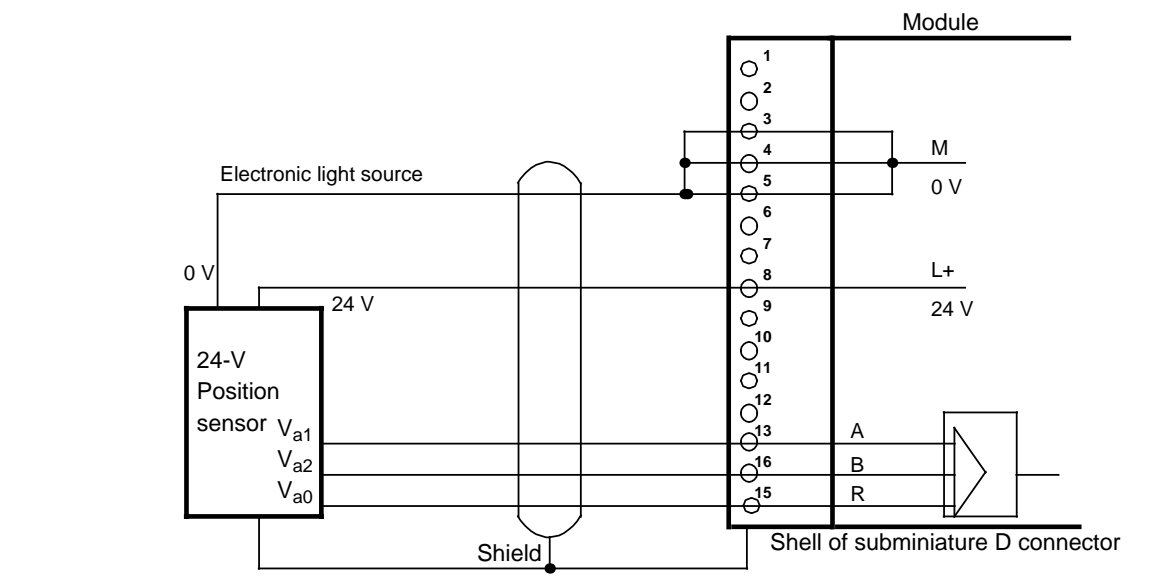 Module
1
2
3
4
M
Electronic light source
5
0 V
6
7
0 V
8
L+
24 V
9
24 V
10
24-V
11
Position
12
sensor
Va1
13
A
Va2
16
B
Va0
15
R
Shield
Shell of subminiature D connector